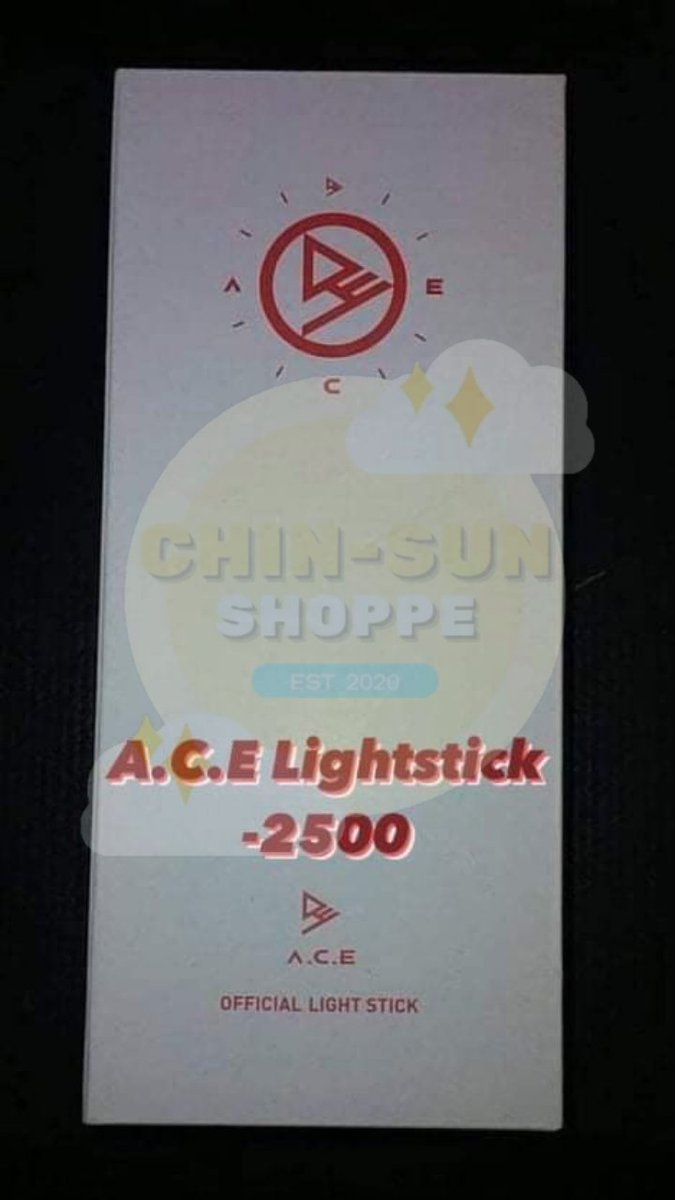 A E
C
CHIN-SUN
SHOPPE
EST. 2020
A.C.E Lightstick
-2500
A.C.E
OFFICIAL LIGHT STICK